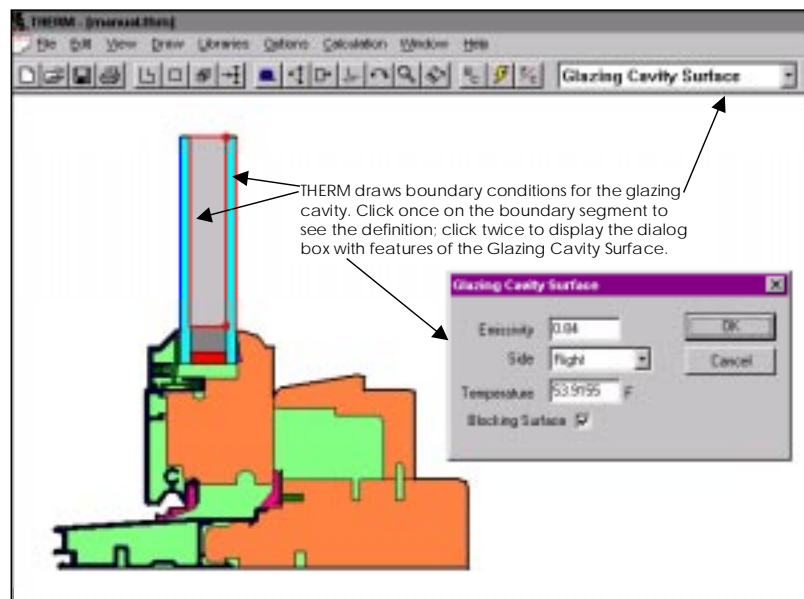 THERM - [manual.thm]
File Edit View Draw Libraries Options Calculation Window Help
Glazing Cavity Surface
THERM draws boundary conditions for the glazing
cavity. Click once on the boundary segment to
see the definition; click twice to display the dialog
box with features of the Glazing Cavity Surface.
Glazing Cavity Surface
Emissivity 0.84 OK
Side Right Cancel
Temperature 53.9155 F
Blocking Surface